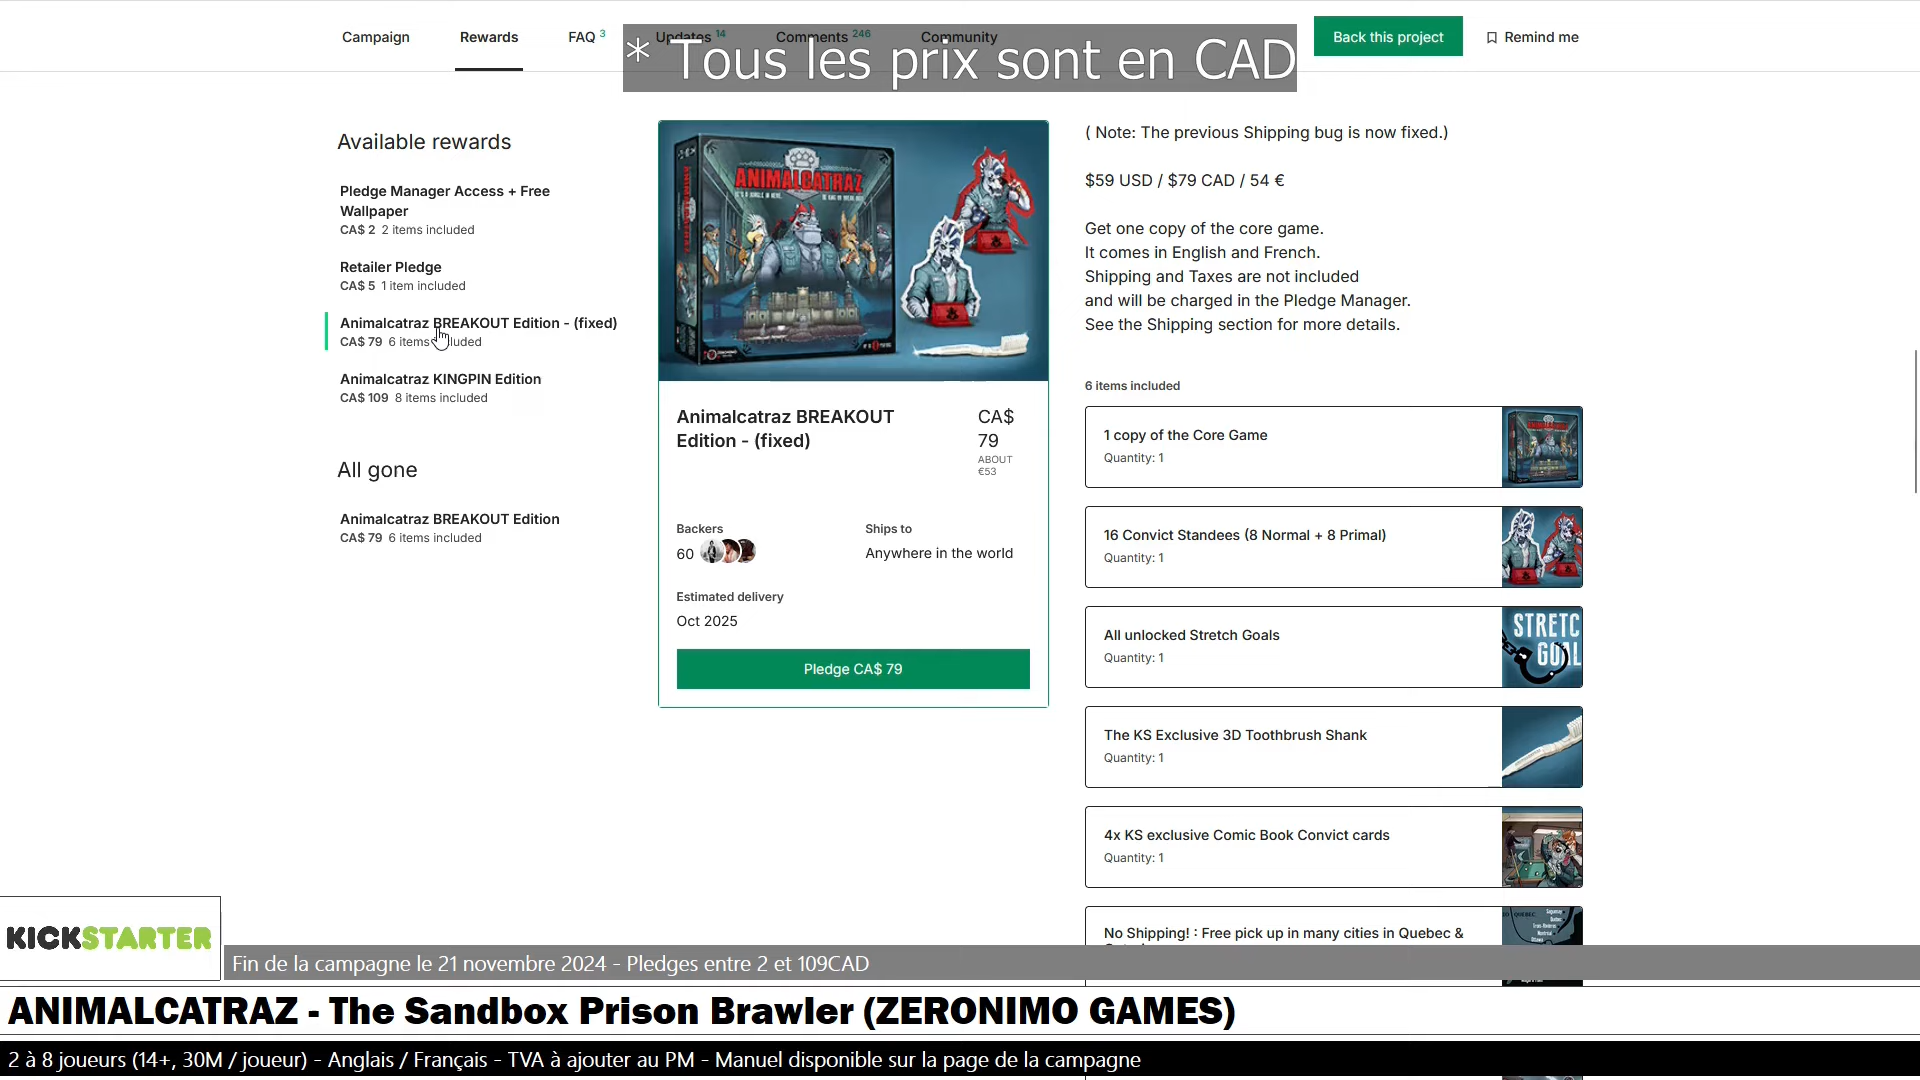 Campaign
Rewards
FAQ 3
Updates 14
Comments 246
Community
Back this project
Remind me
* Tous les prix sont en CAD
Available rewards
Pledge Manager Access + Free
Wallpaper
CA$ 2 2 items included
Retailer Pledge
CA$ 5 1 item included
Animalcatraz BREAKOUT Edition - (fixed)
CA$ 79 6 items included
Animalcatraz KINGPIN Edition
CA$ 109 8 items included
All gone
Animalcatraz BREAKOUT Edition
CA$ 79 6 items included
ANIMALCATRAZ
Animalcatraz BREAKOUT
Edition - (fixed)
CA$
79
ABOUT
€53
Backers
60
Ships to
Anywhere in the world
Estimated delivery
Oct 2025
Pledge CA$ 79
( Note: The previous Shipping bug is now fixed.)
$59 USD / $79 CAD / 54 €
Get one copy of the core game.
It comes in English and French.
Shipping and Taxes are not included
and will be charged in the Pledge Manager.
See the Shipping section for more details.
6 items included
1 copy of the Core Game
Quantity: 1
16 Convict Standees (8 Normal + 8 Primal)
Quantity: 1
All unlocked Stretch Goals
Quantity: 1
STRETC
GOAL
The KS Exclusive 3D Toothbrush Shank
Quantity: 1
4x KS exclusive Comic Book Convict cards
Quantity: 1
No Shipping! : Free pick up in many cities in Quebec &
KICKSTARTER
Fin de la campagne le 21 novembre 2024 - Pledges entre 2 et 109CAD
ANIMALCATRAZ - The Sandbox Prison Brawler (ZERONIMO GAMES)
2 à 8 joueurs (14+, 30M / joueur) - Anglais / Français - TVA à ajouter au PM - Manuel disponible sur la page de la campagne